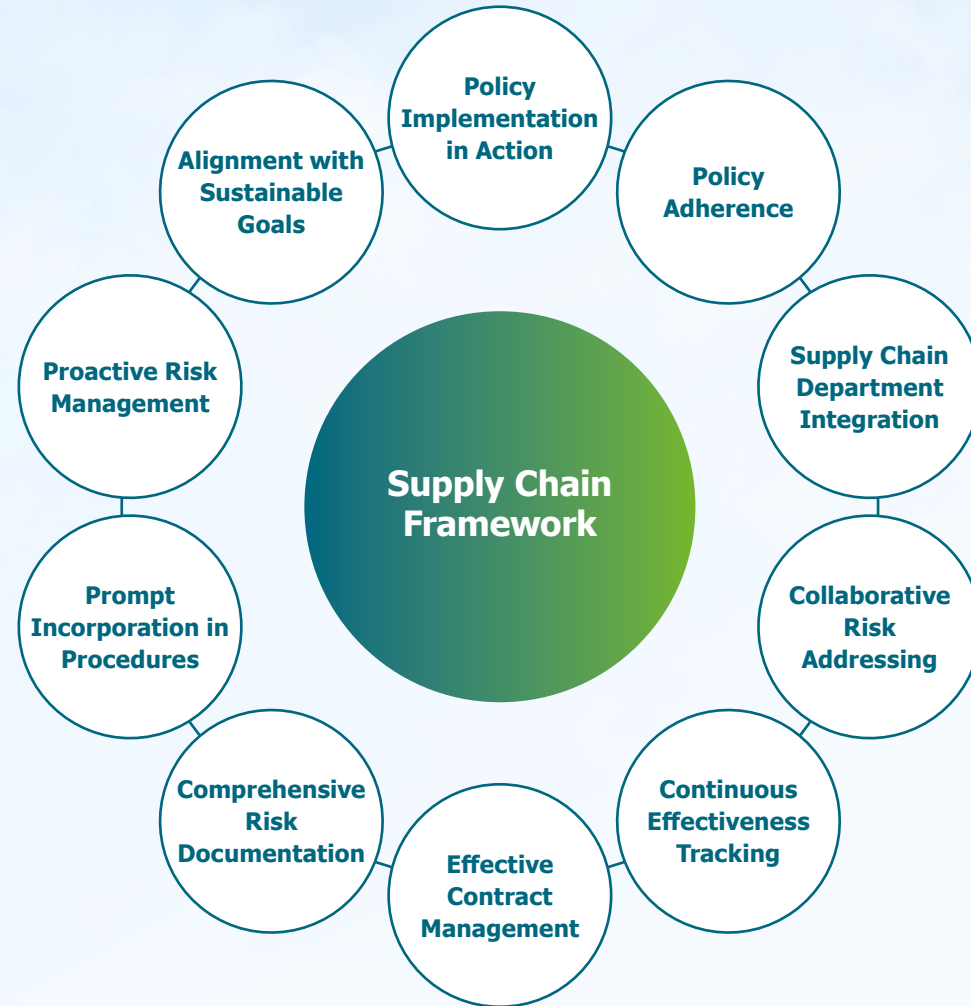 Policy
Implementation
in Action
Policy
Adherence
Supply Chain
Department
Integration
Collaborative
Risk
Addressing
Continuous
Effectiveness
Tracking
Effective
Contract
Management
Comprehensive
Risk
Documentation
Prompt
Incorporation in
Procedures
Proactive Risk
Management
Alignment with
Sustainable
Goals
Supply Chain
Framework